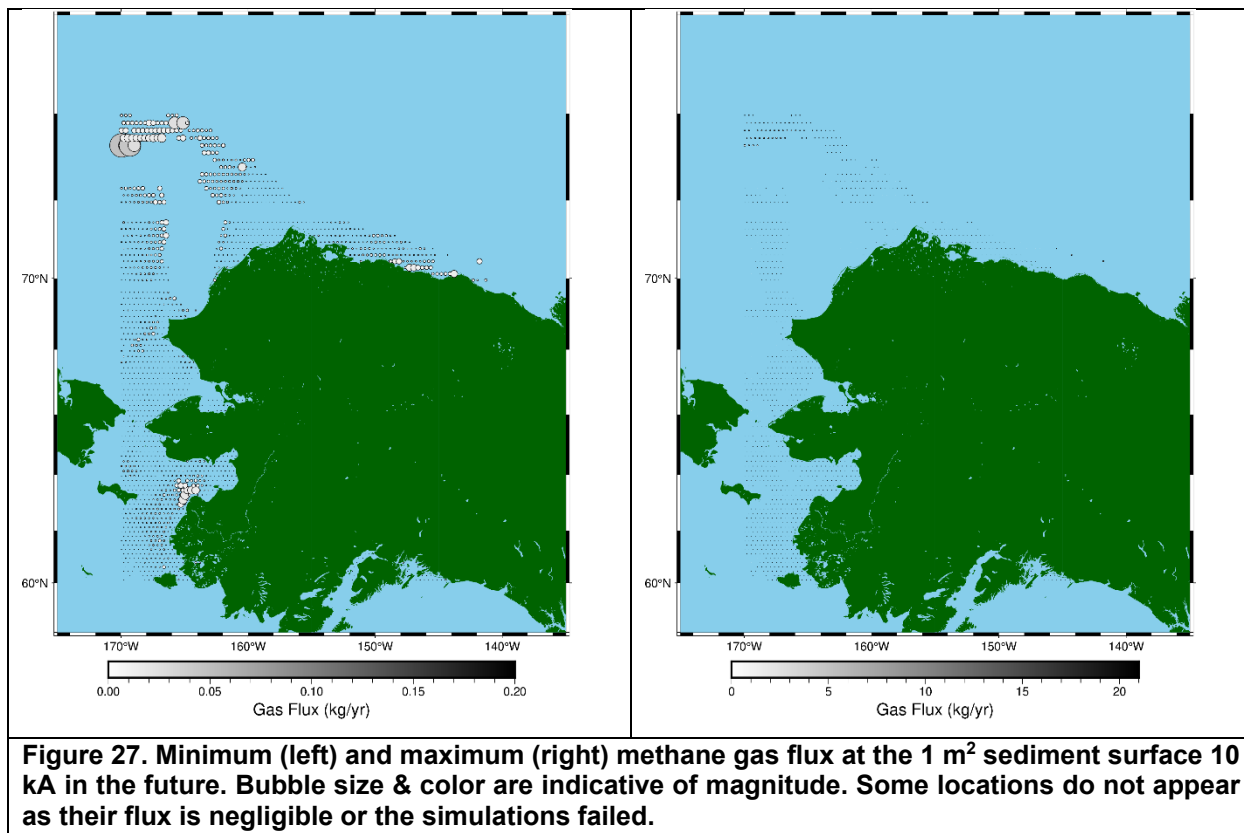 70°N
60°N
170°W 160°W 150°W 140°W
0.00 0.05 0.10 0.15 0.20
Gas Flux (kg/yr)
170°W 160°W 150°W 140°W
0 5 10 15 20
Gas Flux (kg/yr)
Figure 27. Minimum (left) and maximum (right) methane gas flux at the 1 m² sediment surface 10
kA in the future. Bubble size & color are indicative of magnitude. Some locations do not appear
as their flux is negligible or the simulations failed.